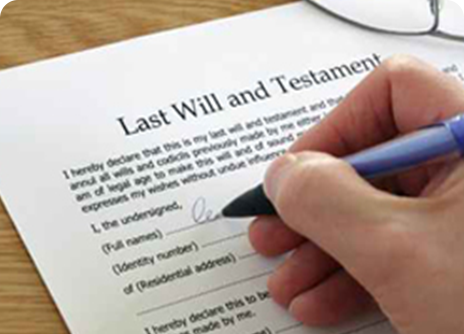 Last Will and Testament
I hereby declare that this is my last will and testament and that
annul all wills and codicils previously made by me either
am of legal age to make this will and of sound m
expresses my wishes without undue influence
I, the undersigned,
(Full names)
(Identity number)
of (Residential address)
I hereby declare this to be
s made by me.